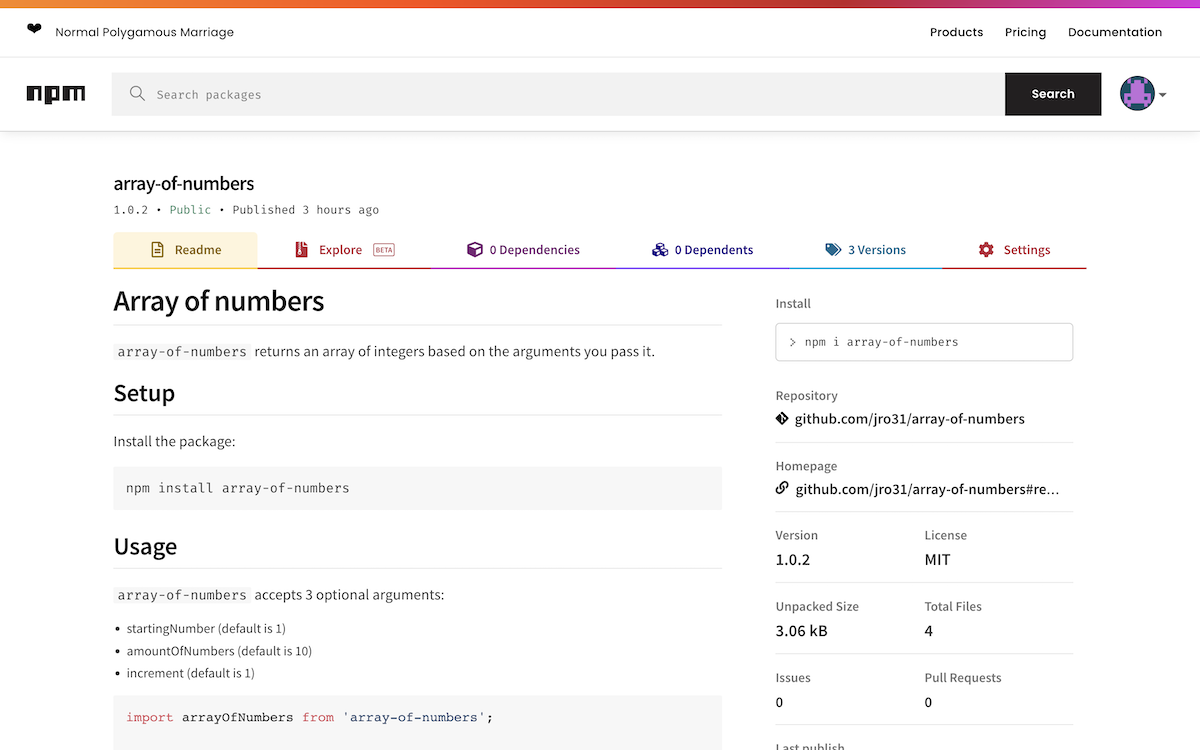 ❤ Normal Polygamous Marriage
Products Pricing Documentation
npm
Search packages
Search
array-of-numbers
1.0.2 • Public • Published 3 hours ago
Readme
Explore BETA
0 Dependencies
0 Dependents
3 Versions
Settings
Array of numbers
array-of-numbers returns an array of integers based on the arguments you pass it.
Setup
Install the package:
npm install array-of-numbers
Usage
array-of-numbers accepts 3 optional arguments:
• startingNumber (default is 1)
• amountOfNumbers (default is 10)
• increment (default is 1)
import arrayOfNumbers from 'array-of-numbers';
Install
> npm i array-of-numbers
Repository
github.com/jro31/array-of-numbers
Homepage
github.com/jro31/array-of-numbers#re...
Version License
1.0.2 MIT
Unpacked Size Total Files
3.06 kB 4
Issues Pull Requests
0 0
Last publish